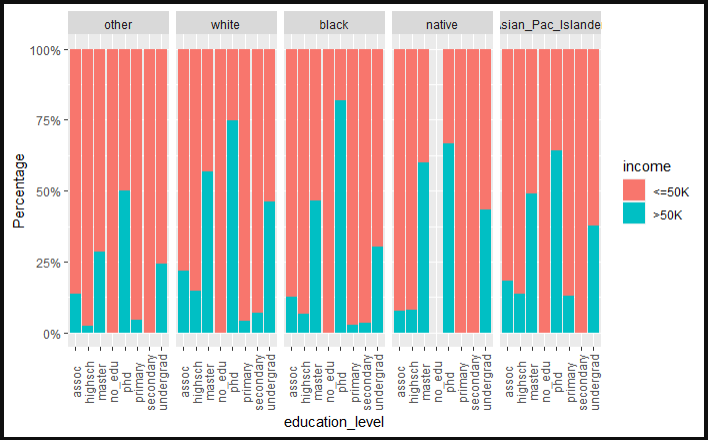 other white black native Asian_Pac_Islande
100%
75%
50%
25%
0%
Percentage
assoc highsch master no_edu phd primary secondary undergrad
assoc highsch master no_edu phd primary secondary undergrad
assoc highsch master no_edu phd primary secondary undergrad
assoc highsch master no_edu phd primary secondary undergrad
assoc highsch master no_edu phd primary secondary undergrad
education_level
income
<=50K
>50K